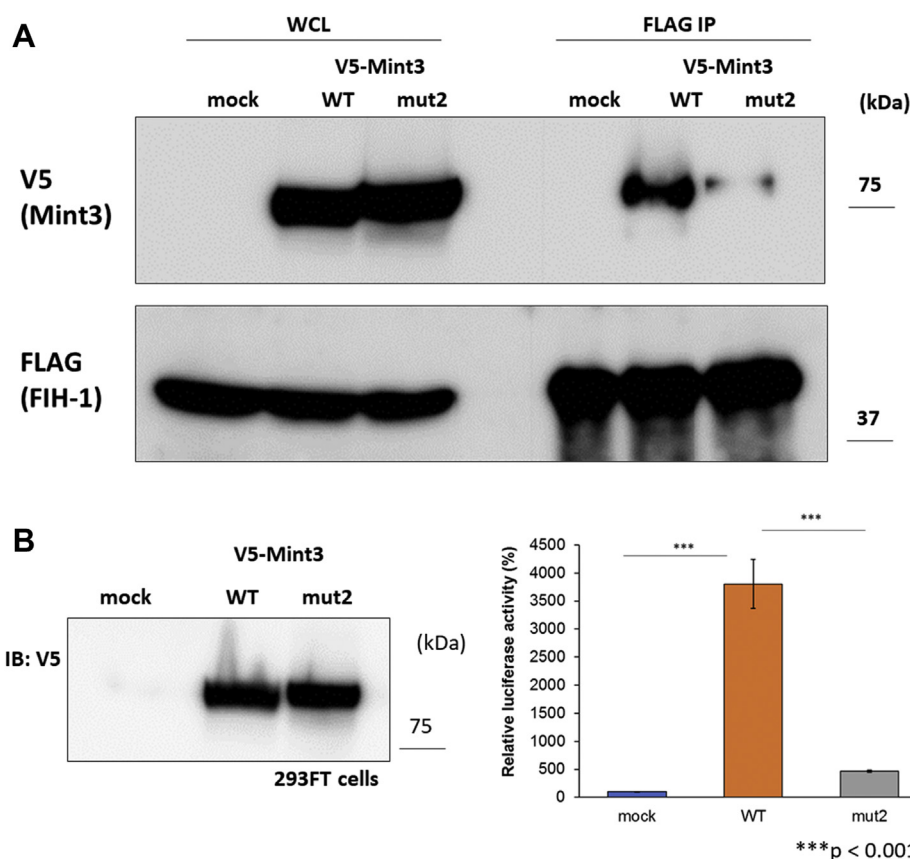 A
WCL
FLAG IP
V5-Mint3
V5-Mint3
mock
WT
mut2
mock
WT
mut2
(kDa)
V5
(Mint3)
75
FLAG
(FIH-1)
37
B
V5-Mint3
mock
WT
mut2
IB: V5
(kDa)
75
293FT cells
***
***
Relative luciferase activity (%)
4500
4000
3500
3000
2500
2000
1500
1000
500
0
mock
WT
mut2
***p < 0.001